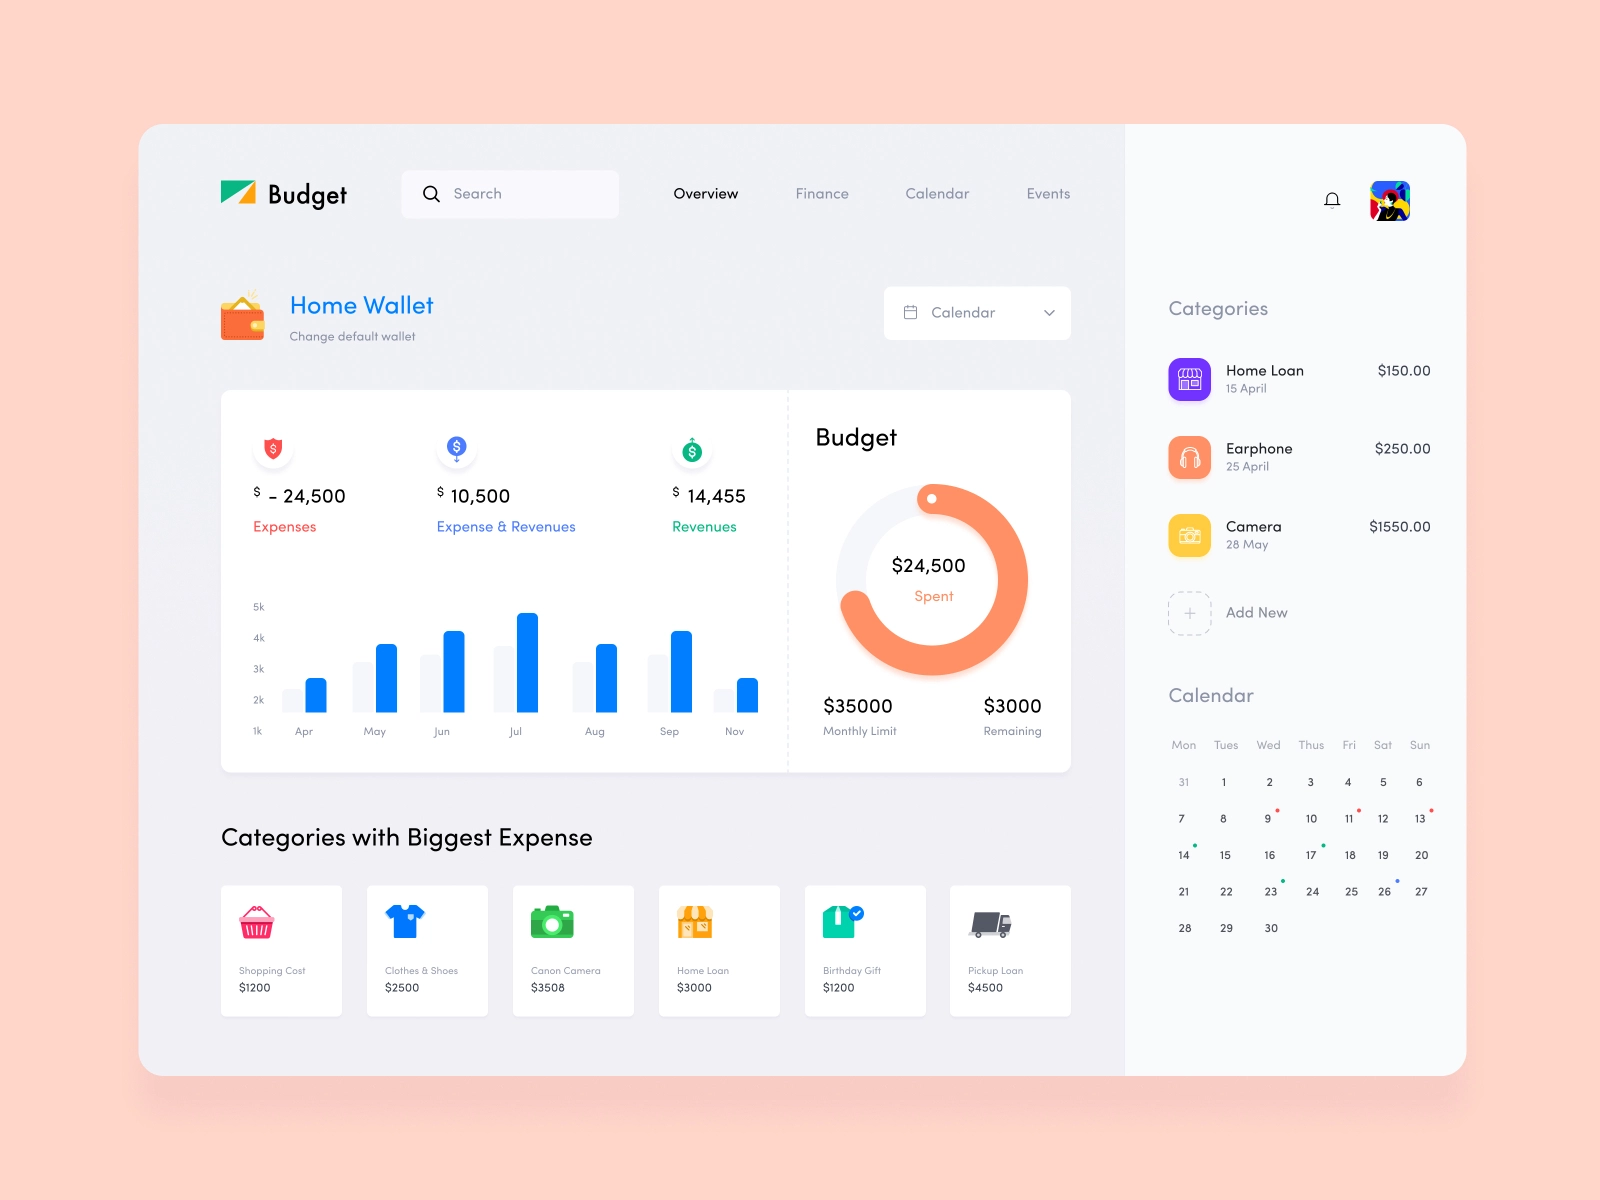 Budget
Search
Overview
Finance
Calendar
Events
Home Wallet
Change default wallet
Calendar
$ - 24,500
Expenses
$ 10,500
Expense & Revenues
$ 14,455
Revenues
5k
4k
3k
2k
1k
Apr May Jun Jul Aug Sep Nov
Budget
$24,500
Spent
$35000
Monthly Limit
$3000
Remaining
Categories with Biggest Expense
Shopping Cost
$1200
Clothes & Shoes
$2500
Canon Camera
$3508
Home Loan
$3000
Birthday Gift
$1200
Pickup Loan
$4500
Categories
Home Loan $150.00
15 April
Earphone $250.00
25 April
Camera $1550.00
28 May
Add New
Calendar
Mon Tues Wed Thus Fri Sat Sun
31 1 2 3 4 5 6
7 8 9 10 11 12 13
14 15 16 17 18 19 20
21 22 23 24 25 26 27
28 29 30